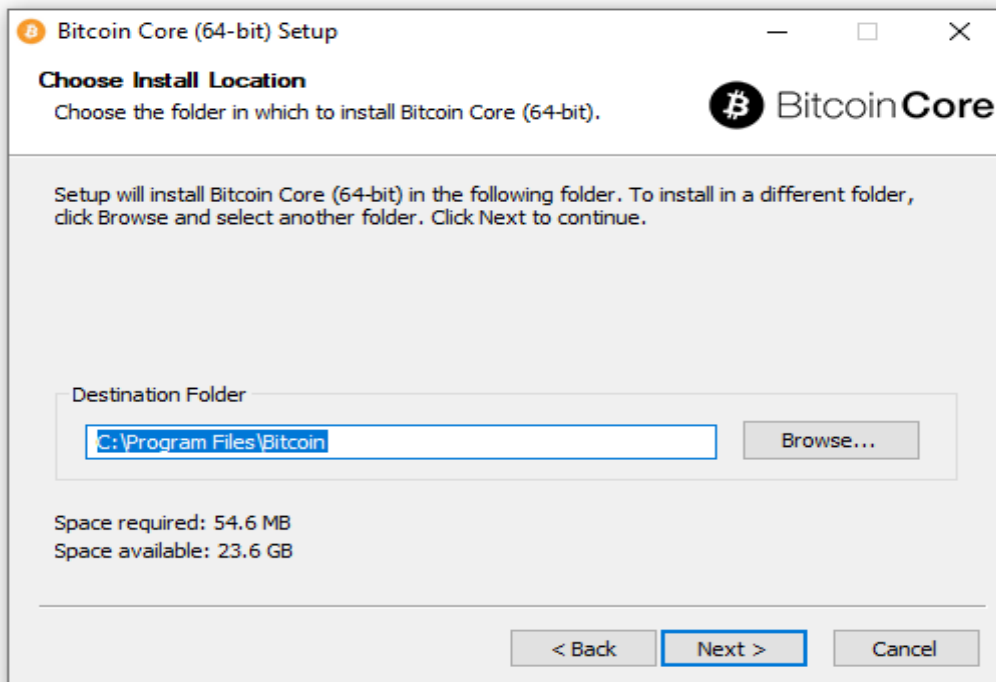 Bitcoin Core (64-bit) Setup
Choose Install Location
Choose the folder in which to install Bitcoin Core (64-bit).
Bitcoin Core
Setup will install Bitcoin Core (64-bit) in the following folder. To install in a different folder,
click Browse and select another folder. Click Next to continue.
Destination Folder
C:\Program Files\Bitcoin
Browse...
Space required: 54.6 MB
Space available: 23.6 GB
< Back
Next >
Cancel